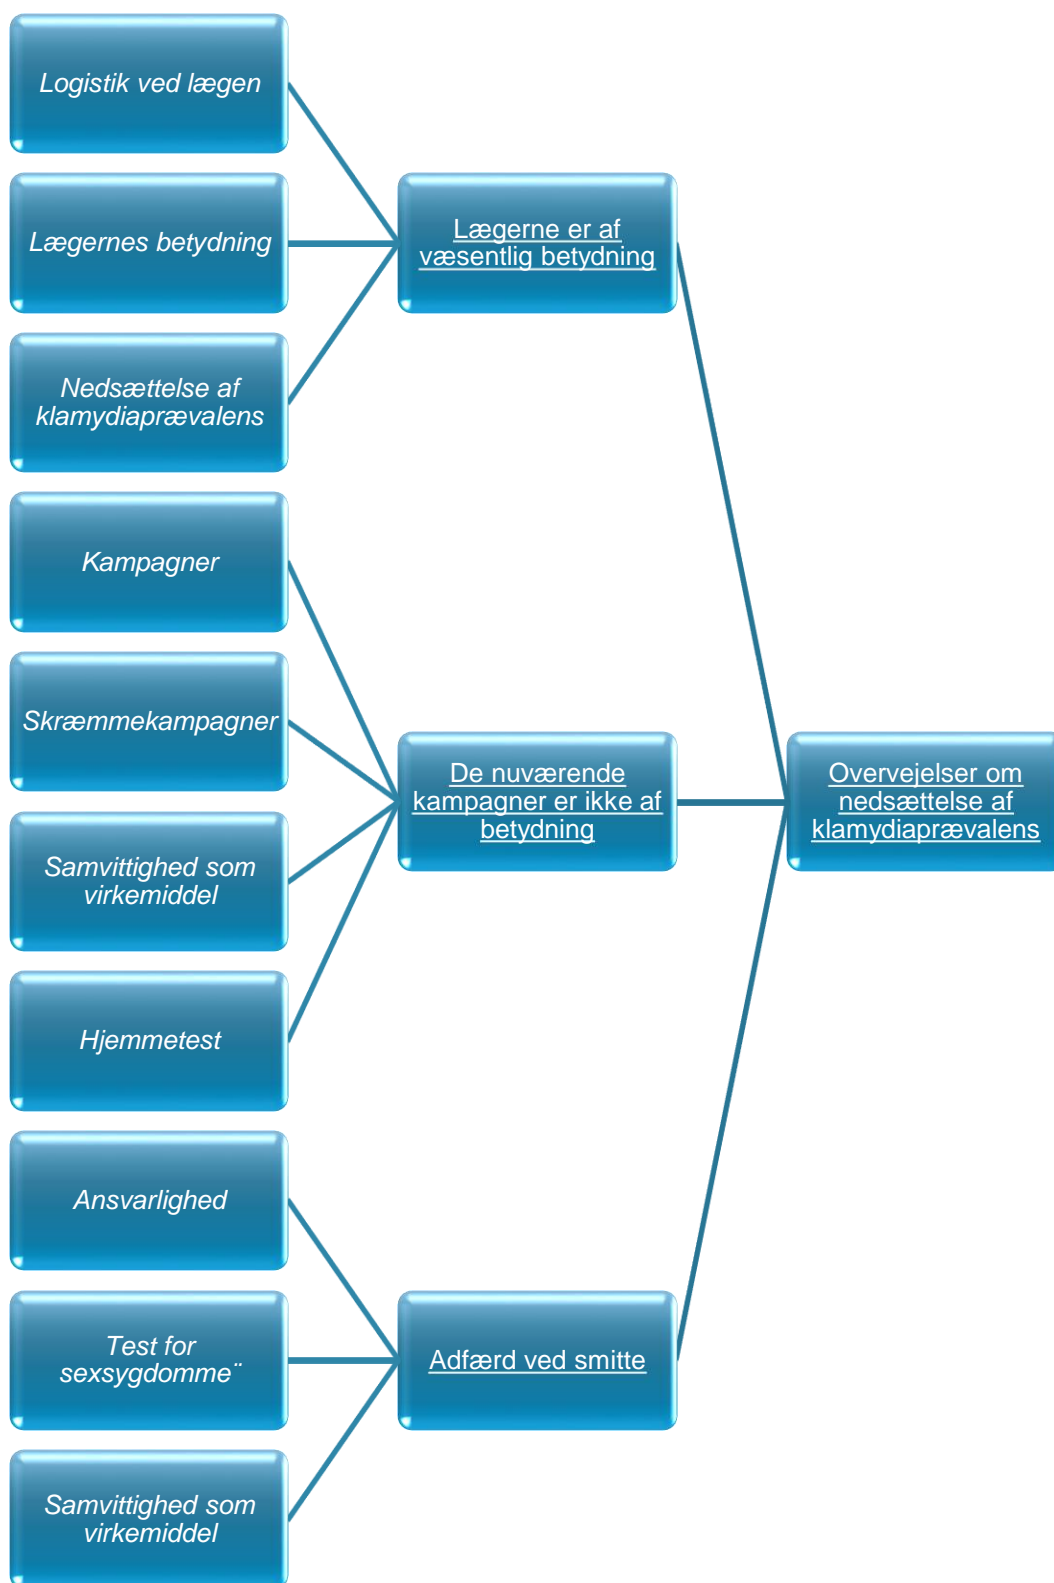 Logistik ved lægen
Lægernes betydning
Nedsættelse af
klamydiaprævalens
Kampagner
Skræmmekampagner
Samvittighed som
virkemiddel
Hjemmetest
Ansvarlighed
Test for
sexsygdomme¨
Samvittighed som
virkemiddel
Lægerne er af
væsentlig betydning
De nuværende
kampagner er ikke af
betydning
Adfærd ved smitte
Overvejelser om
nedsættelse af
klamydiaprævalens